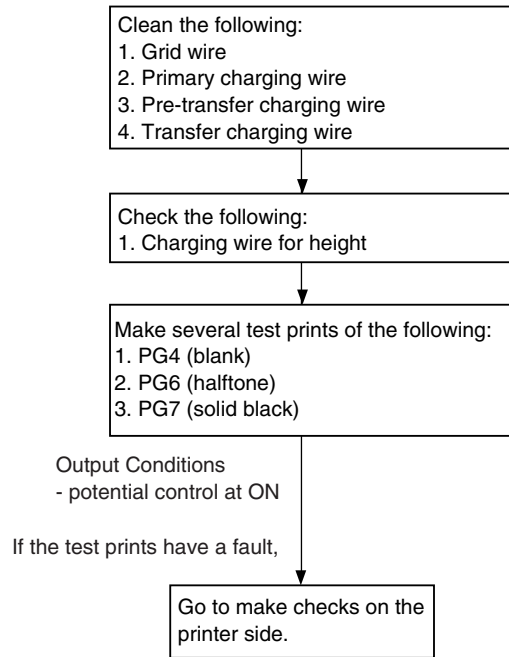 Clean the following:
1. Grid wire
2. Primary charging wire
3. Pre-transfer charging wire
4. Transfer charging wire
Check the following:
1. Charging wire for height
Make several test prints of the following:
1. PG4 (blank)
2. PG6 (halftone)
3. PG7 (solid black)
Output Conditions
- potential control at ON
If the test prints have a fault,
Go to make checks on the
printer side.